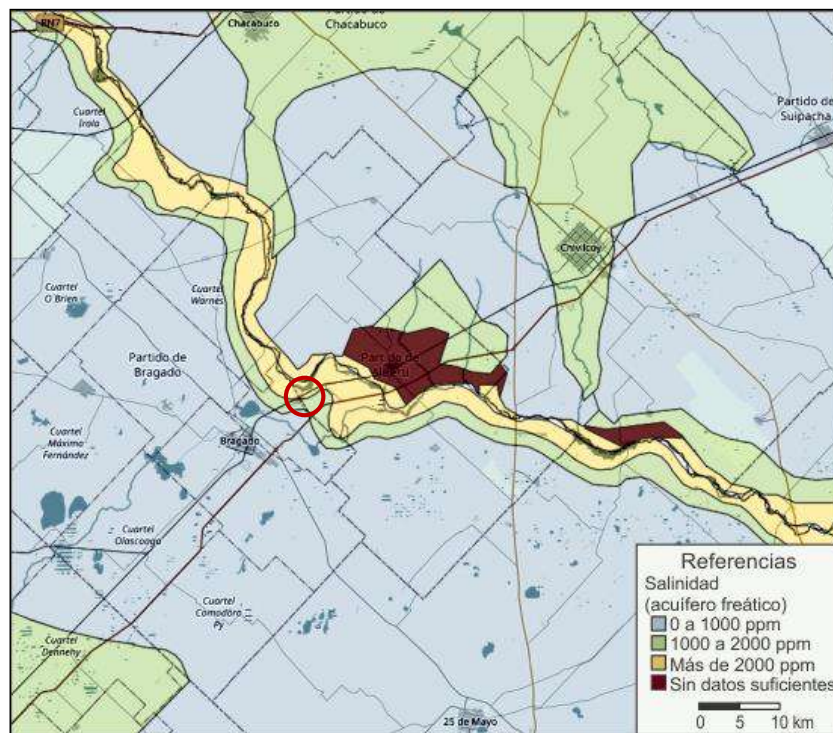 RN7
Partido de
Chacabuco
Chacabuco
Cuartel
Irala
Partido de
Suipacha
Chivilcoy
Cuartel
O'Brien
Cuartel
Warnes
Partido de
Bragado
Partido de
Alberti
Cuartel
Máximo
Fernández
Bragado
Cuartel
Olascoaga
Cuartel
Comodoro
Py
Cuartel
Dennehy
25 de Mayo
Referencias
Salinidad
(acuífero freático)
0 a 1000 ppm
1000 a 2000 ppm
Más de 2000 ppm
Sin datos suficientes
0 5 10 km